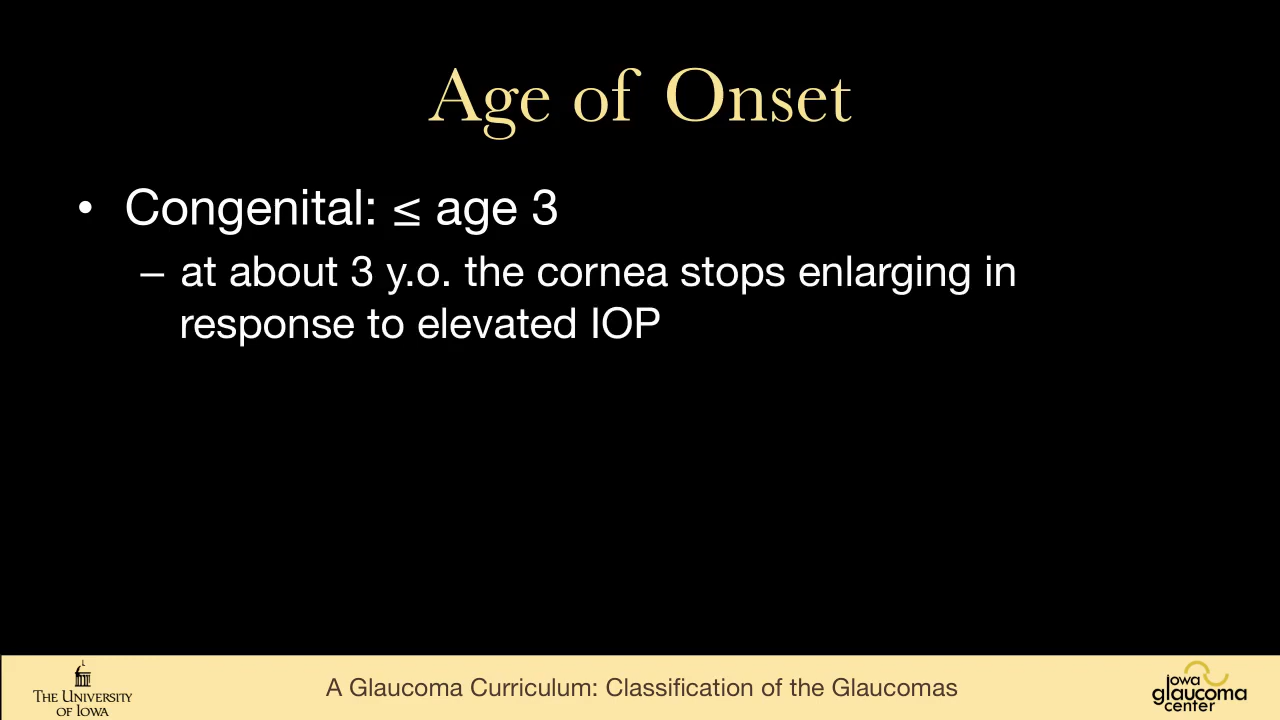 Age of Onset
• Congenital: ≤ age 3
– at about 3 y.o. the cornea stops enlarging in
response to elevated IOP
THE UNIVERSITY
OF IOWA
A Glaucoma Curriculum: Classification of the Glaucomas
iowa
glaucoma
center